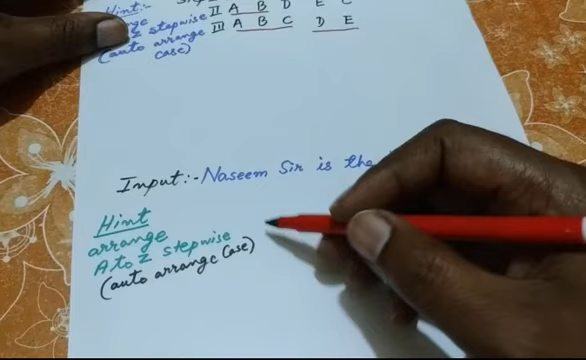 Hint:-
II A B D E C
Z stepwise III A B C D E
(auto arrange
case)
Input:- Naseem Sir is the
Hint
arrange
A to Z stepwise
(auto arrange case)